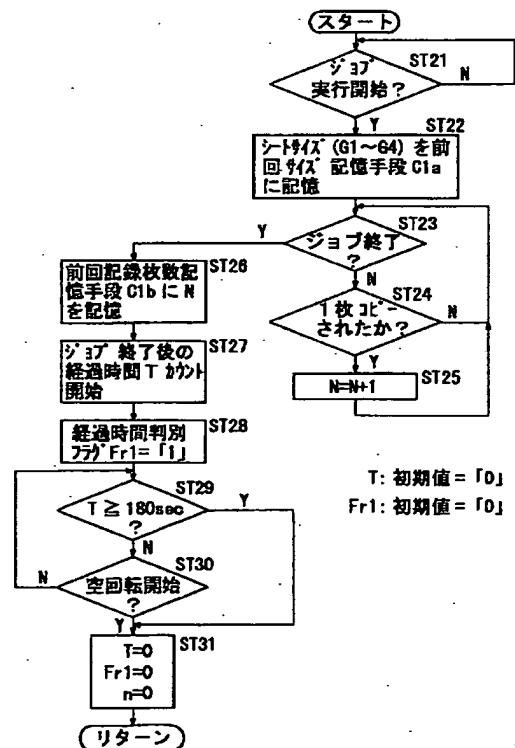 スタート
ST21
ジョブ
実行開始？
N
Y
ST22
シートサイズ(G1～G4)を前
回サイズ記憶手段C1a
に記憶
ST23
ジョブ終了
？
Y
N
ST24
1枚コピー
されたか？
N
Y
ST25
N=N+1
ST26
前回記録枚数記
憶手段C1bにN
を記憶
ST27
ジョブ終了後の
経過時間Tカウント
開始
ST28
経過時間判別
フラグFr1=「1」
ST29
T≧180sec
？
Y
N
ST30
空回転開始
？
N
Y
ST31
T=0
Fr1=0
n=0
リターン
T:初期値=「0」
Fr1:初期値=「0」